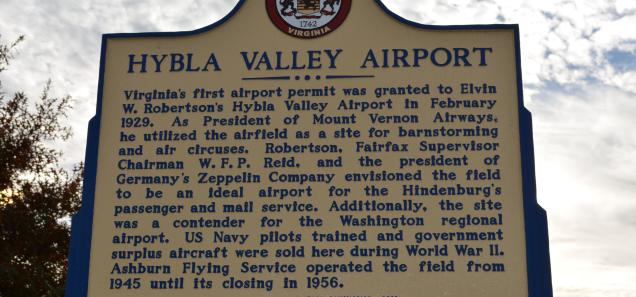 1742
VIRGINIA
HYBLA VALLEY AIRPORT
Virginia's first airport permit was granted to Elvin
W. Robertson's Hybla Valley Airport in February
1929. As President of Mount Vernon Airways,
he utilized the airfield as a site for barnstorming
and air circuses. Robertson, Fairfax Supervisor
Chairman W. F. P. Reid, and the president of
Germany's Zeppelin Company envisioned the field
to be an ideal airport for the Hindenburg's
passenger and mail service. Additionally, the site
was a contender for the Washington regional
airport. US Navy pilots trained and government
surplus aircraft were sold here during World War II.
Ashburn Flying Service operated the field from
1945 until its closing in 1956.